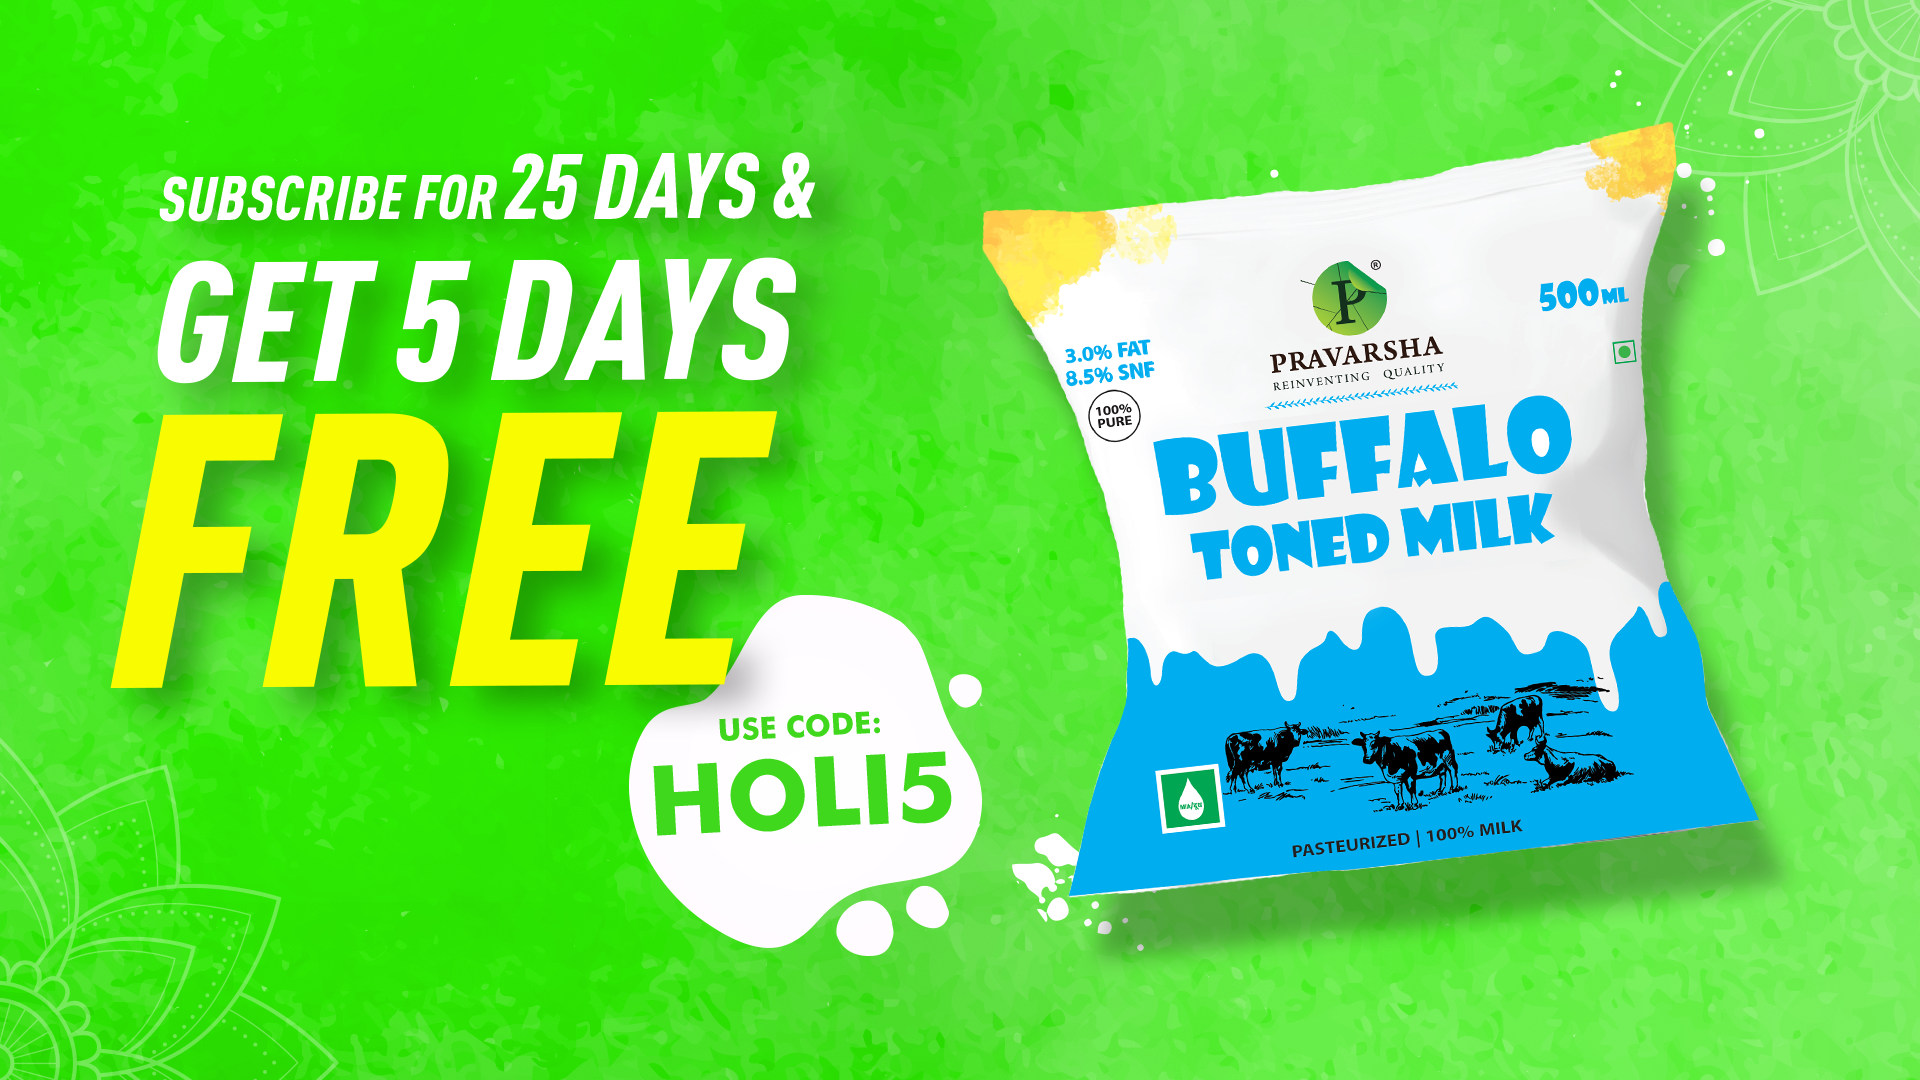 SUBSCRIBE FOR 25 DAYS &
GET 5 DAYS
FREE
USE CODE:
HOLI5
P ®
PRAVARSHA
REINVENTING QUALITY
500ML
3.0% FAT
8.5% SNF
100%
PURE
BUFFALO
TONED MILK
PASTEURIZED | 100% MILK